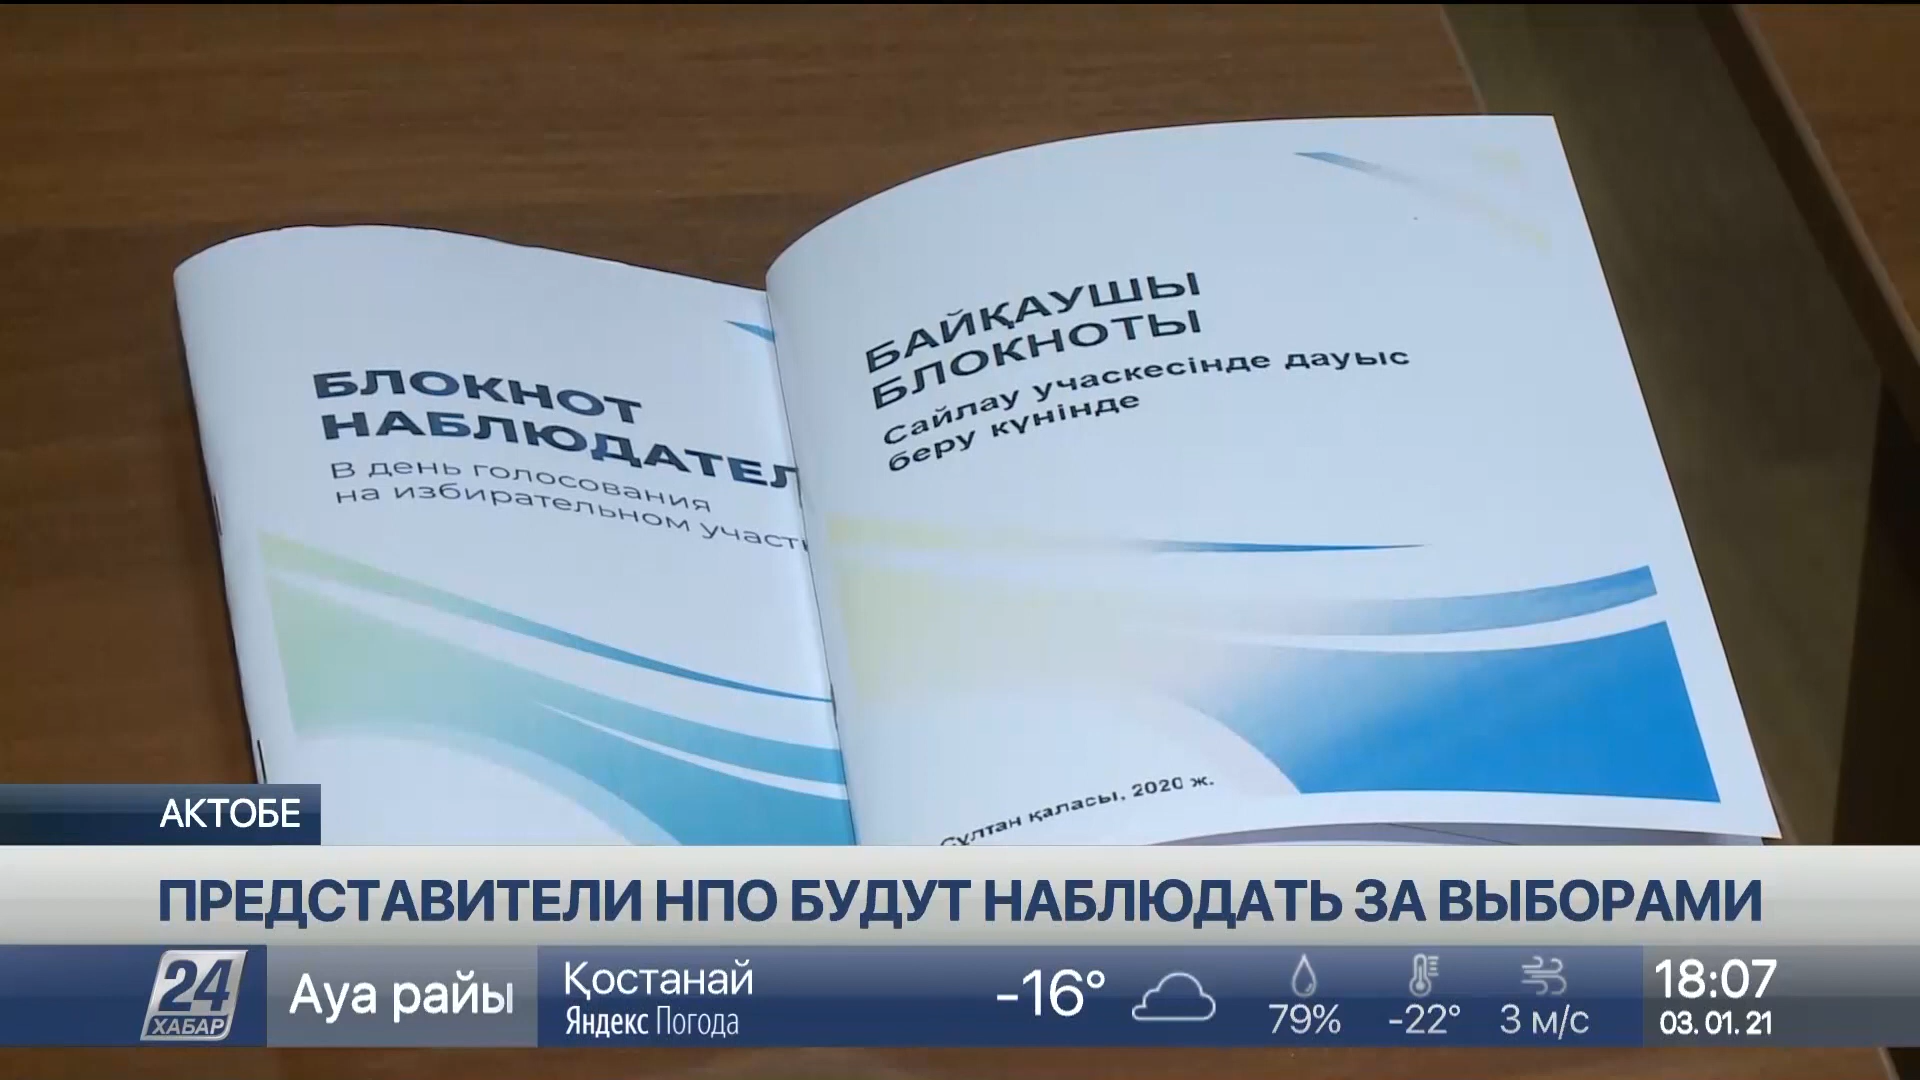 БЛОКНОТ
НАБЛЮДАТЕЛ
В день голосования
на избирательном
БАЙҚАУШЫ
БЛОКНОТЫ
Сайлау учаскесінде дауыс
беру күнінде
Сұлтан қаласы, 2020 ж.
АКТОБЕ
ПРЕДСТАВИТЕЛИ НПО БУДУТ НАБЛЮДАТЬ ЗА ВЫБОРАМИ
24
ХАБАР
Ауа райы
Қостанай
Яндекс Погода
-16°
79%
-22°
3 м/с
18:07
03. 01. 21